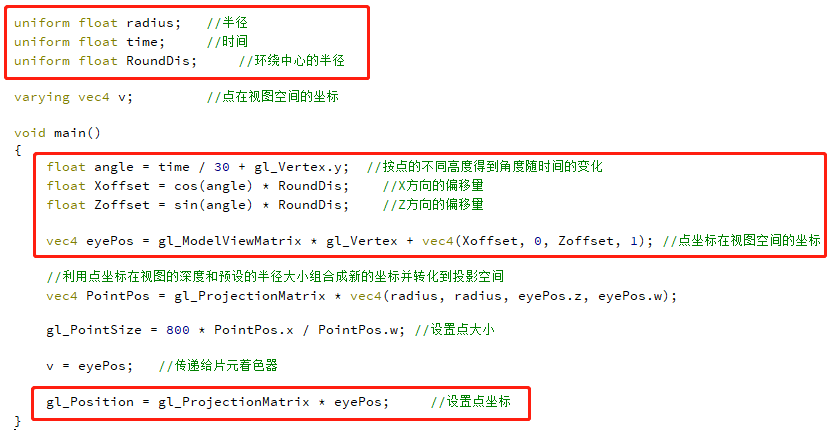 uniform float radius;   //半径
uniform float time;     //时间
uniform float RoundDis;     //环绕中心的半径
varying vec4 v;         //点在视图空间的坐标
void main()
{
float angle = time / 30 + gl_Vertex.y;  //按点的不同高度得到角度随时间的变化
float Xoffset = cos(angle) * RoundDis;    //X方向的偏移量
float Zoffset = sin(angle) * RoundDis;    //Z方向的偏移量
vec4 eyePos = gl_ModelViewMatrix * gl_Vertex + vec4(Xoffset, 0, Zoffset, 1); //点坐标在视图空间的坐标
//利用点坐标在视图的深度和预设的半径大小组合成新的坐标并转化到投影空间
vec4 PointPos = gl_ProjectionMatrix * vec4(radius, radius, eyePos.z, eyePos.w);
gl_PointSize = 800 * PointPos.x / PointPos.w; //设置点大小
v = eyePos;   //传递给片元着色器
gl_Position = gl_ProjectionMatrix * eyePos;     //设置点坐标
}